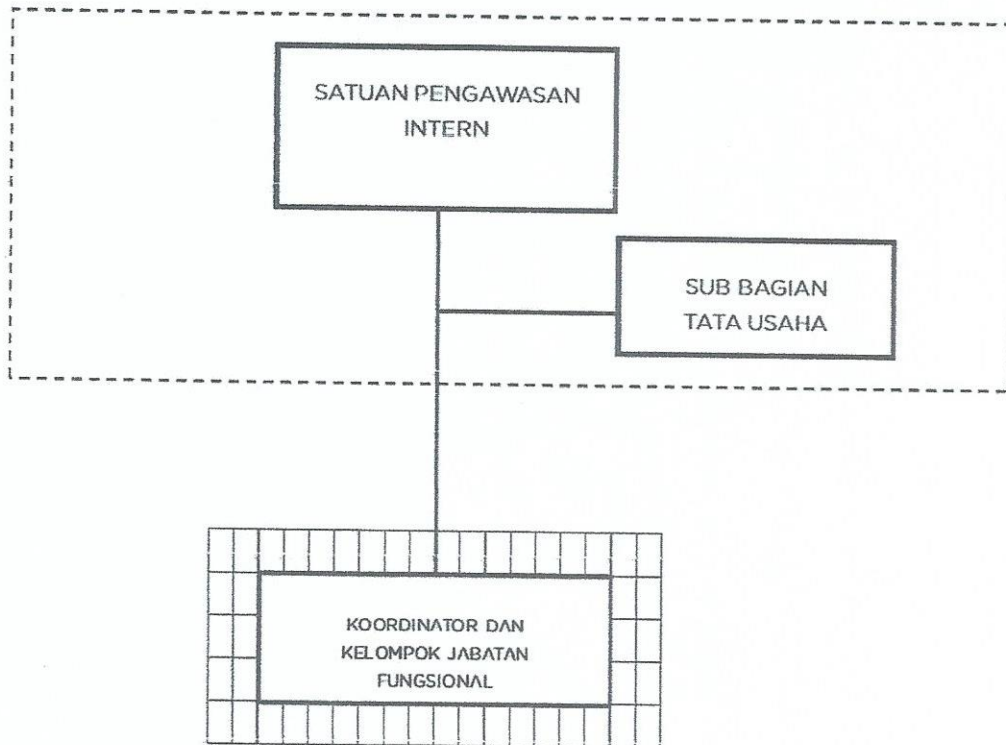 SATUAN PENGAWASAN
INTERN
SUB BAGIAN
TATA USAHA
KOORDINATOR DAN
KELOMPOK JABATAN
FUNGSIONAL